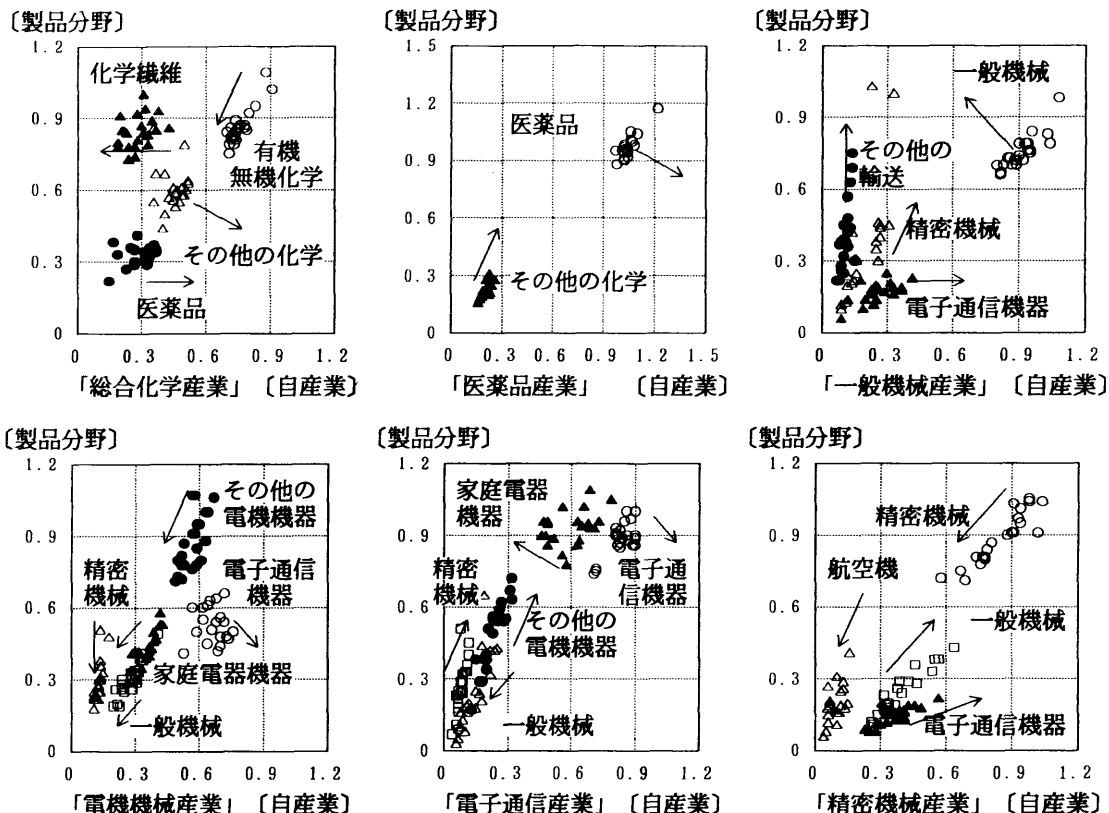 〔製品分野〕
1.2
0.9
0.6
0.3
0
0
0.3
0.6
0.9
1.2
化学繊維
有機
無機化学
その他の化学
医薬品
「総合化学産業」〔自産業〕
〔製品分野〕
1.5
1.2
0.9
0.6
0.3
0
0
0.3
0.6
0.9
1.2
1.5
医薬品
その他の化学
「医薬品産業」〔自産業〕
〔製品分野〕
1.2
0.9
0.6
0.3
0
0
0.3
0.6
0.9
1.2
一般機械
その他の
輸送
精密機械
電子通信機器
「一般機械産業」〔自産業〕
〔製品分野〕
1.2
0.9
0.6
0.3
0
0
0.3
0.6
0.9
1.2
その他の
電機機器
精密
機械
電子通信
機器
家庭電器機器
一般機械
「電機機械産業」〔自産業〕
〔製品分野〕
1.2
0.9
0.6
0.3
0
0
0.3
0.6
0.9
1.2
家庭電器
機器
精密
機械
電子通
信機器
その他の
電機機器
一般機械
「電子通信産業」〔自産業〕
〔製品分野〕
1.2
0.9
0.6
0.3
0
0
0.3
0.6
0.9
1.2
精密機械
航空機
一般機械
電子通信機器
「精密機械産業」〔自産業〕